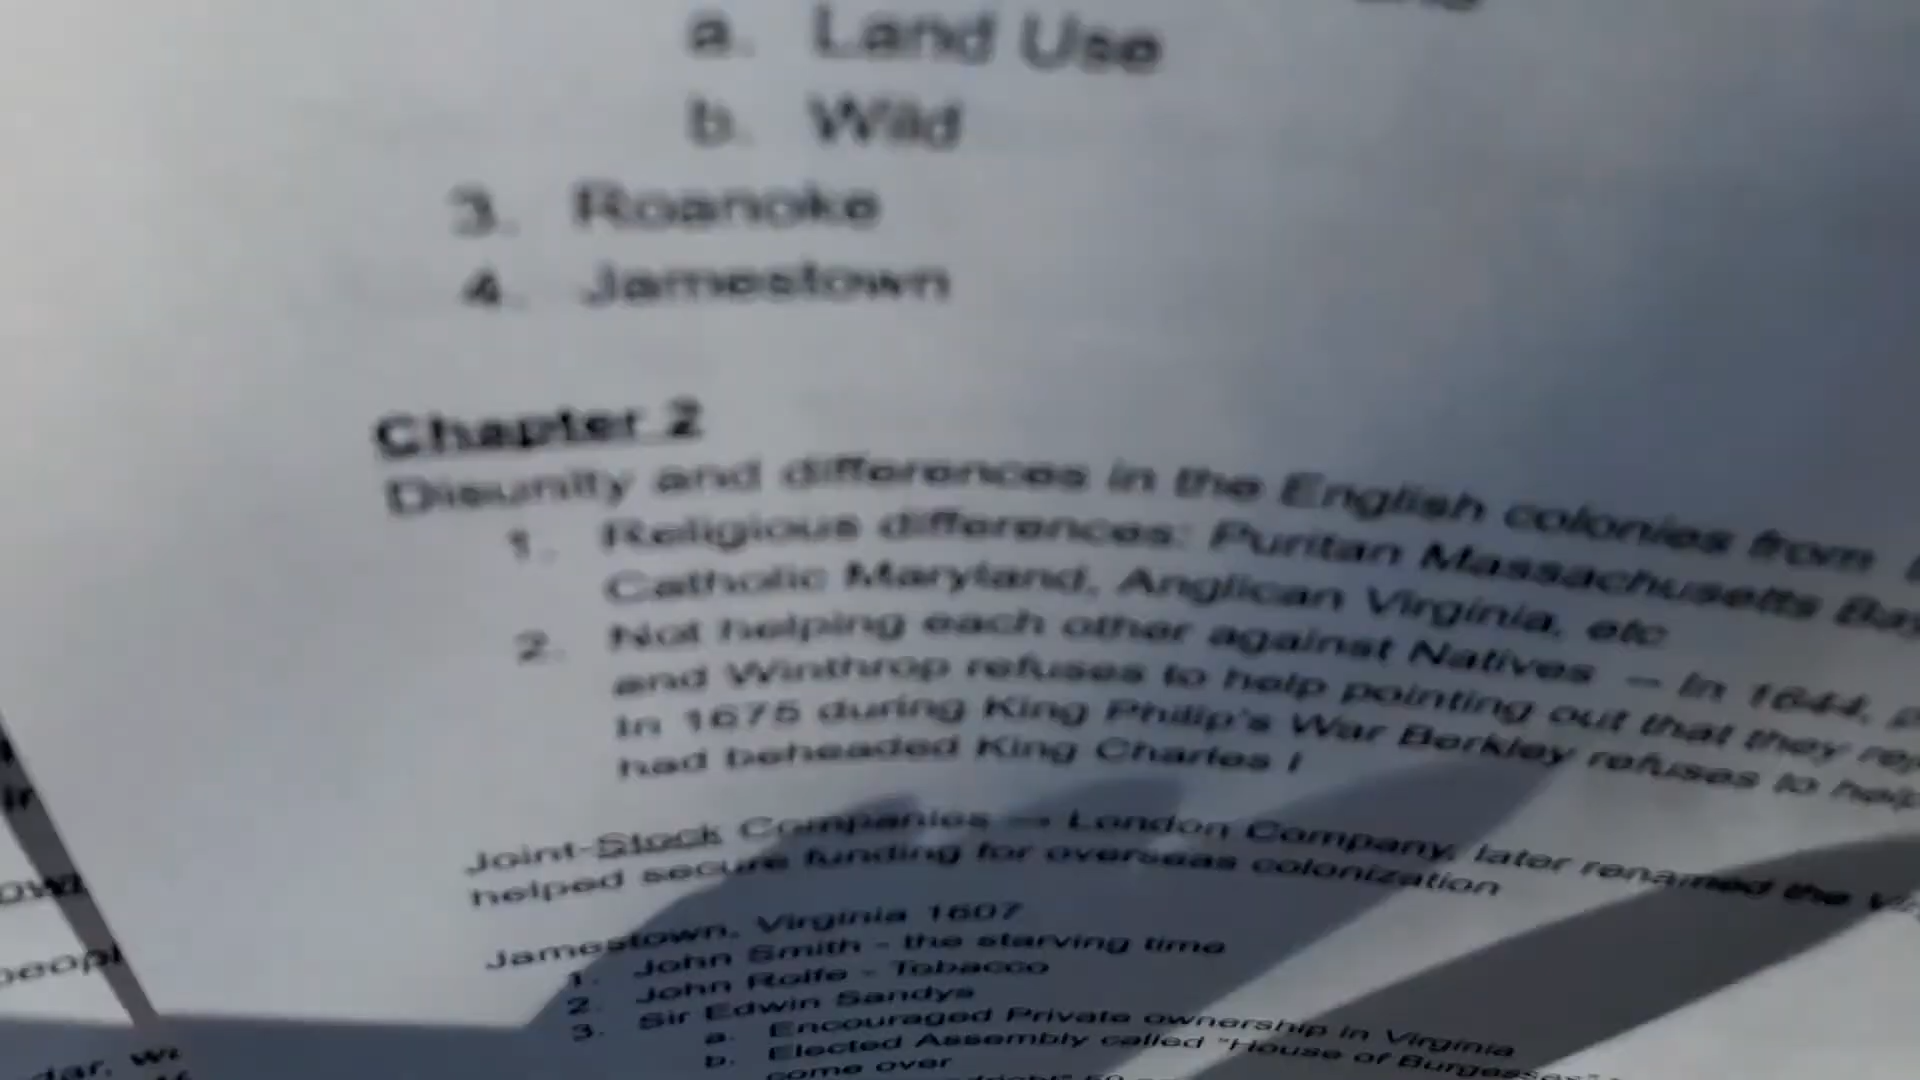 a. Land Use
b. Wild
3. Roanoke
4. Jamestown
Chapter 2
Disunity and differences in the English colonies from
1. Religious differences: Puritan Massachusetts Bay
Catholic Maryland, Anglican Virginia, etc
2. Not helping each other against Natives – In 1644,
and Winthrop refuses to help pointing out that they
In 1675 during King Philip's War Berkley refuses to help
had beheaded King Charles I
Joint-Stock Companies – London Company, later renamed the
helped secure funding for overseas colonization
Jamestown, Virginia 1607
1. John Smith - the starving time
2. John Rolfe - Tobacco
3. Sir Edwin Sandys
a. Encouraged Private ownership in Virginia
b. Elected Assembly called "House of Burgesses"
come over